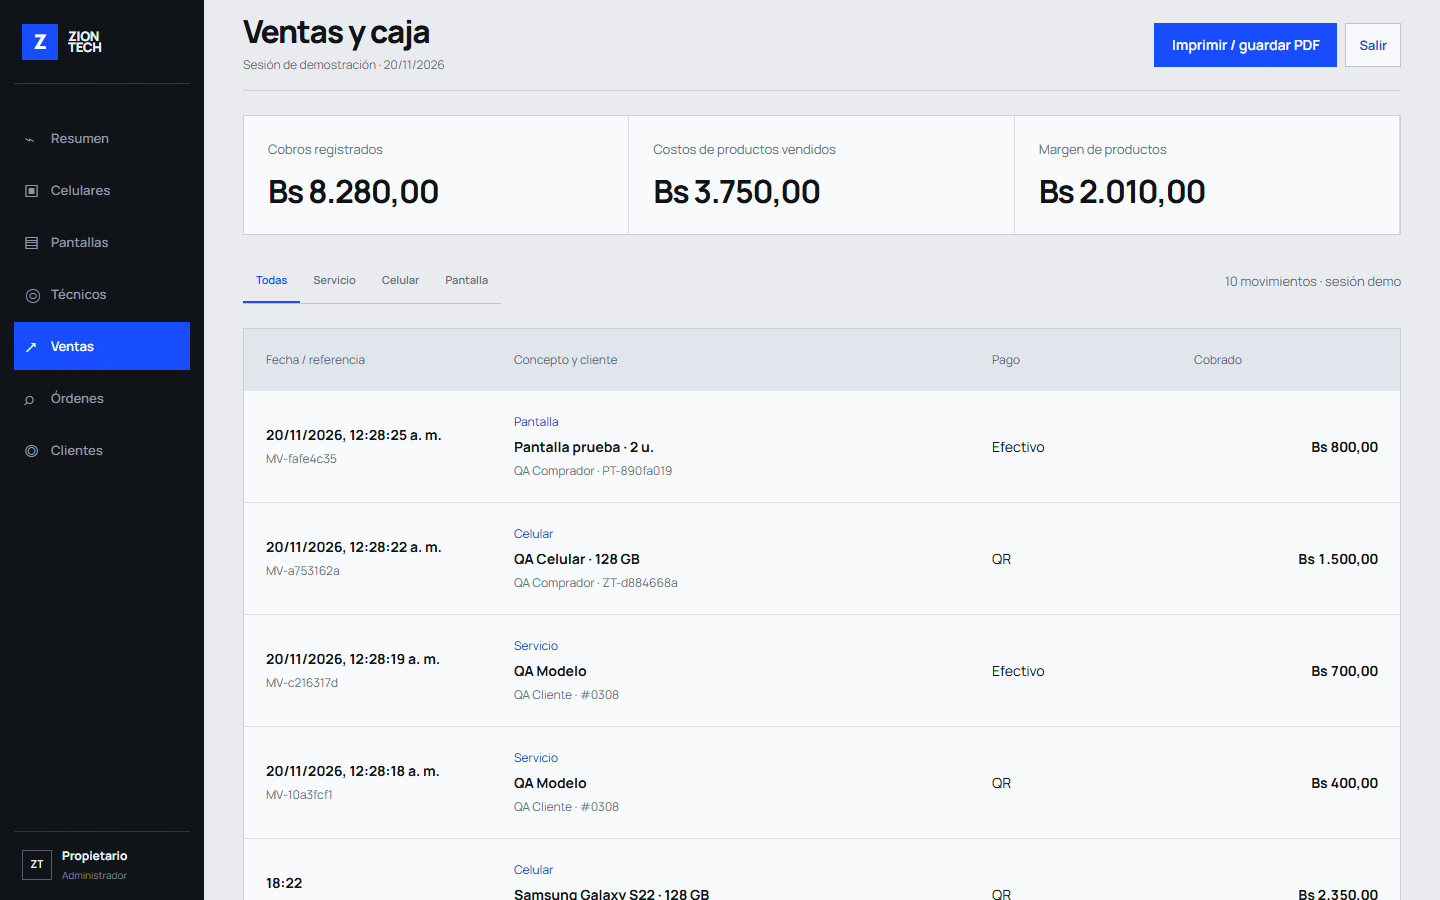 Z
ZION
TECH
Resumen
Celulares
Pantallas
Técnicos
Ventas
Órdenes
Clientes
ZT
Propietario
Administrador
Ventas y caja
Sesión de demostración · 20/11/2026
Imprimir / guardar PDF
Salir
Cobros registrados
Bs 8.280,00
Costos de productos vendidos
Bs 3.750,00
Margen de productos
Bs 2.010,00
Todas Servicio Celular Pantalla
10 movimientos · sesión demo
Fecha / referencia Concepto y cliente Pago Cobrado
20/11/2026, 12:28:25 a. m.
MV-fafe4c35
Pantalla
Pantalla prueba · 2 u.
QA Comprador · PT-890fa019
Efectivo
Bs 800,00
20/11/2026, 12:28:22 a. m.
MV-a753162a
Celular
QA Celular · 128 GB
QA Comprador · ZT-d884668a
QR
Bs 1.500,00
20/11/2026, 12:28:19 a. m.
MV-c216317d
Servicio
QA Modelo
QA Cliente · #0308
Efectivo
Bs 700,00
20/11/2026, 12:28:18 a. m.
MV-10a3fcf1
Servicio
QA Modelo
QA Cliente · #0308
QR
Bs 400,00
18:22
Celular
Samsung Galaxy S22 · 128 GB
QR
Bs 2.350,00